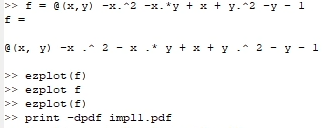 >> f = @(x,y) -x.^2 -x.*y + x + y.^2 -y - 1
f =
@(x, y) -x .^ 2 - x .* y + x + y .^ 2 - y - 1
>> ezplot(f)
>> ezplot f
>> ezplot(f)
>> print -dpdf impl1.pdf